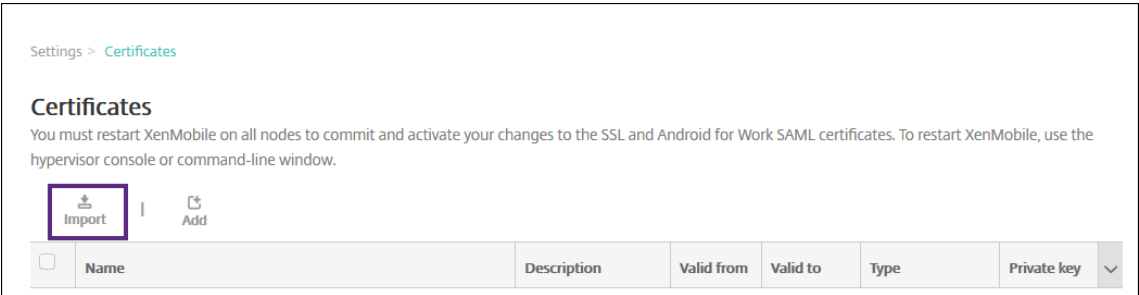 Settings > Certificates
Certificates
You must restart XenMobile on all nodes to commit and activate your changes to the SSL and Android for Work SAML certificates. To restart XenMobile, use the
hypervisor console or command-line window.
Import | Add
Name Description Valid from Valid to Type Private key